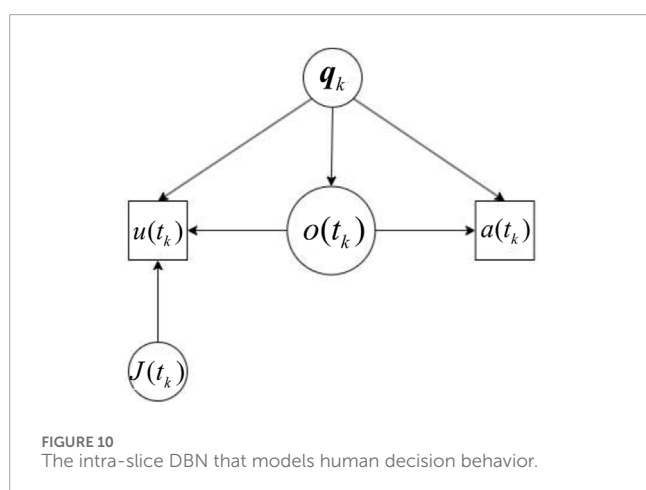 q_k
u(t_k)
o(t_k)
a(t_k)
J(t_k)
FIGURE 10
The intra-slice DBN that models human decision behavior.